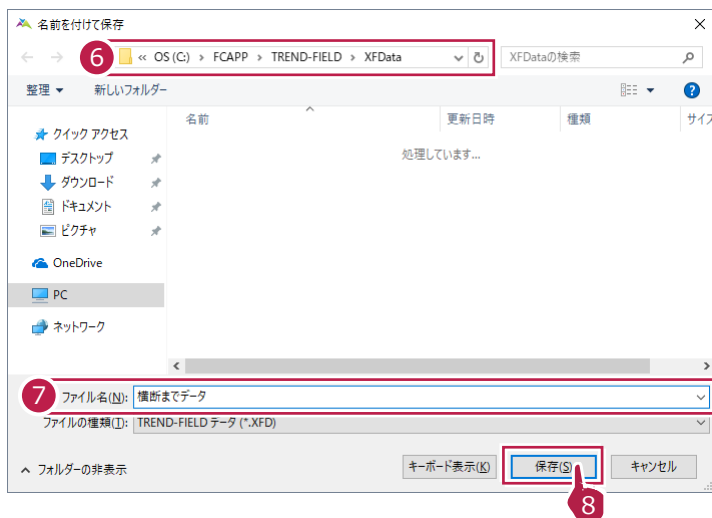 名前を付けて保存
6 « OS (C:) › FCAPP › TREND-FIELD › XFData XFDataの検索
整理 新しいフォルダー
名前 更新日時 種類 サイズ
クイック アクセス
処理しています...
デスクトップ
ダウンロード
ドキュメント
ピクチャ
OneDrive
PC
ネットワーク
7 ファイル名(N): 横断までデータ
ファイルの種類(T): TREND-FIELD データ (*.XFD)
フォルダーの非表示 キーボード表示(K) 保存(S) キャンセル
8